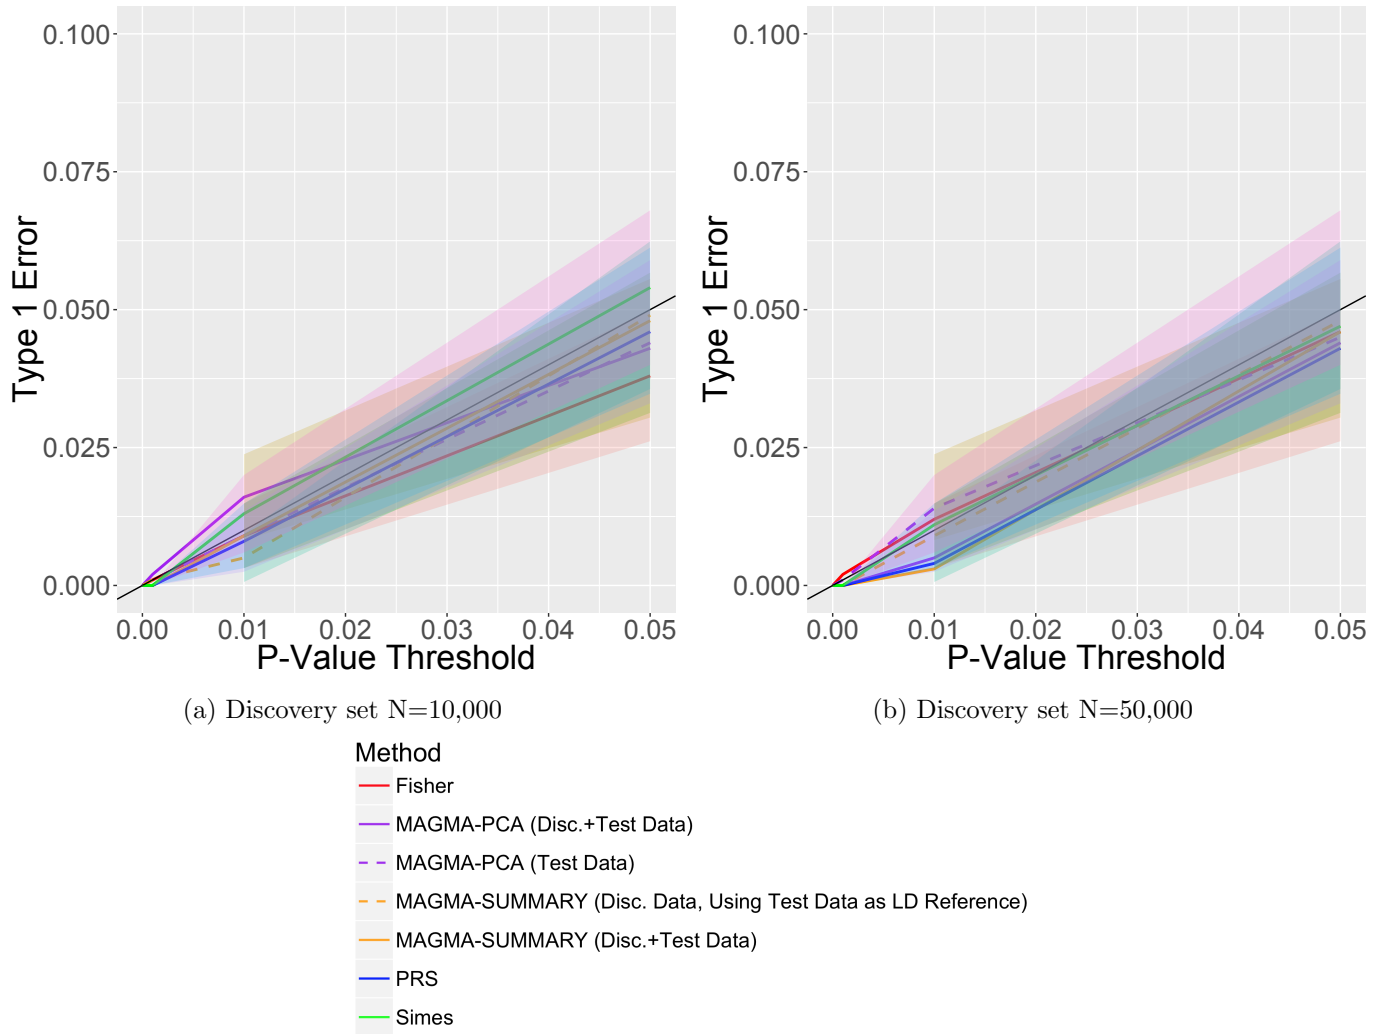 0.100
0.075
0.050
0.025
0.000
Type 1 Error
0.00 0.01 0.02 0.03 0.04 0.05
P-Value Threshold
(a) Discovery set N=10,000
0.100
0.075
0.050
0.025
0.000
Type 1 Error
0.00 0.01 0.02 0.03 0.04 0.05
P-Value Threshold
(b) Discovery set N=50,000
Method
Fisher
MAGMA-PCA (Disc.+Test Data)
MAGMA-PCA (Test Data)
MAGMA-SUMMARY (Disc. Data, Using Test Data as LD Reference)
MAGMA-SUMMARY (Disc.+Test Data)
PRS
Simes